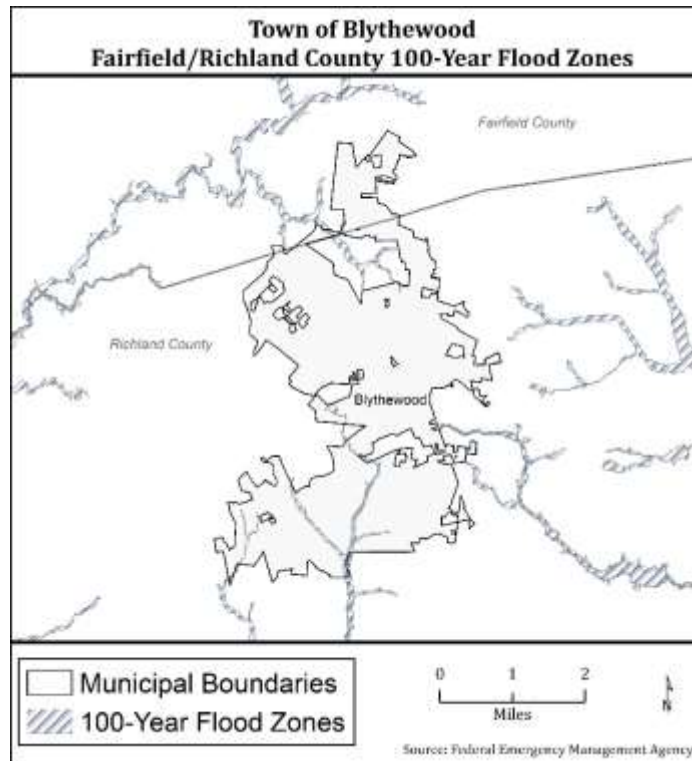 Town of Blythewood
Fairfield/Richland County 100-Year Flood Zones
Fairfield County
Richland County
Blythewood
Municipal Boundaries
100-Year Flood Zones
0 1 2
Miles
N
Source: Federal Emergency Management Agency